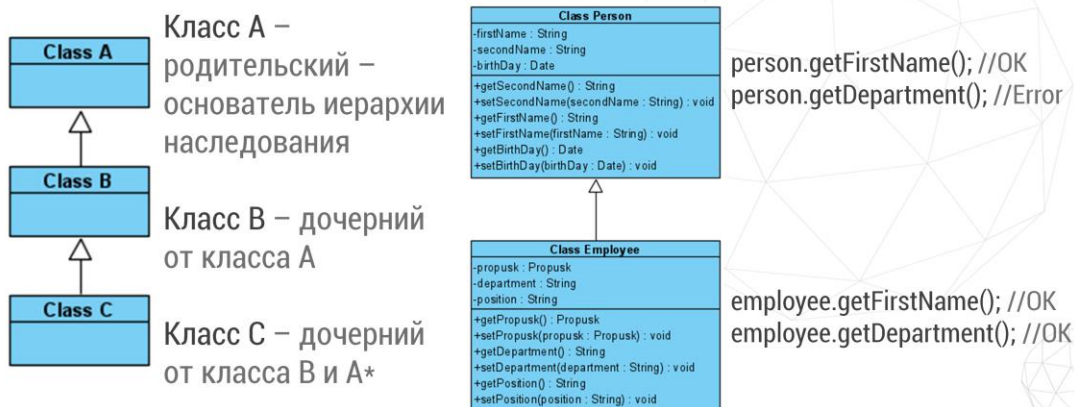 Class A
Класс А –
родительский –
основатель иерархии
наследования
Class B
Класс В – дочерний
от класса А
Class C
Класс С – дочерний
от класса В и А*
Class Person
-firstName : String
-secondName : String
-birthDay : Date
+getSecondName() : String
+setSecondName(secondName : String) : void
+getFirstName() : String
+setFirstName(firstName : String) : void
+getBirthDay() : Date
+setBirthDay(birthDay : Date) : void
person.getFirstName(); //OK
person.getDepartment(); //Error
Class Employee
-propusk : Propusk
-department : String
-position : String
+getPropusk() : Propusk
+setPropusk(propusk : Propusk) : void
+getDepartment() : String
+setDepartment(department : String) : void
+getPosition() : String
+setPosition(position : String) : void
employee.getFirstName(); //OK
employee.getDepartment(); //OK